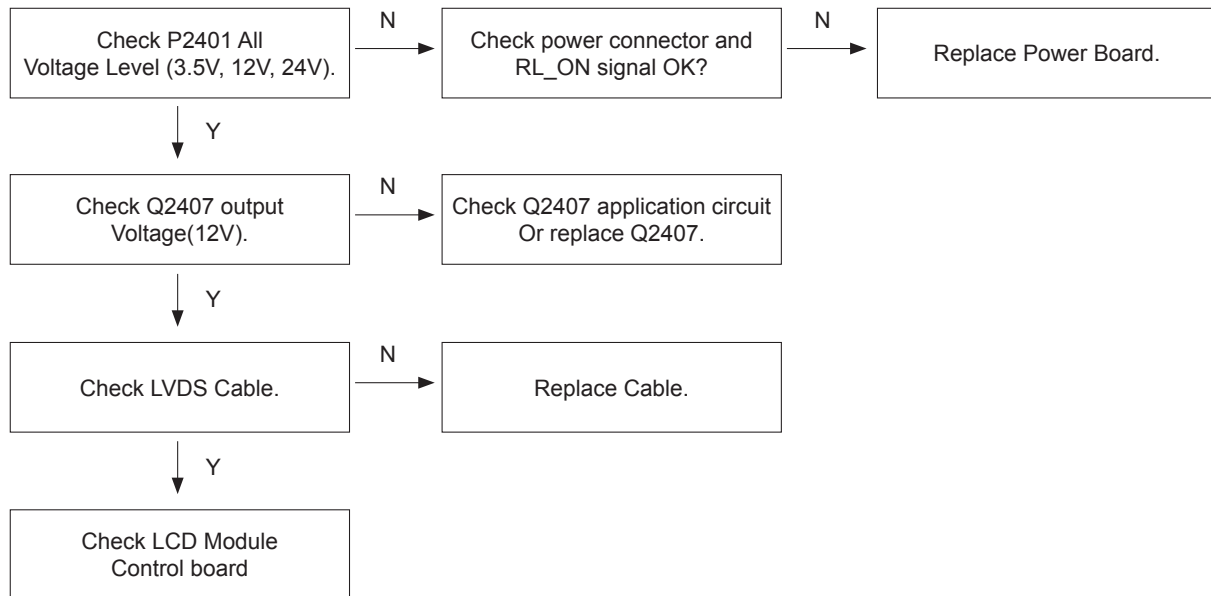 Check P2401 All
Voltage Level (3.5V, 12V, 24V).
N
Check power connector and
RL_ON signal OK?
N
Replace Power Board.
Y
Check Q2407 output
Voltage(12V).
N
Check Q2407 application circuit
Or replace Q2407.
Y
Check LVDS Cable.
N
Replace Cable.
Y
Check LCD Module
Control board